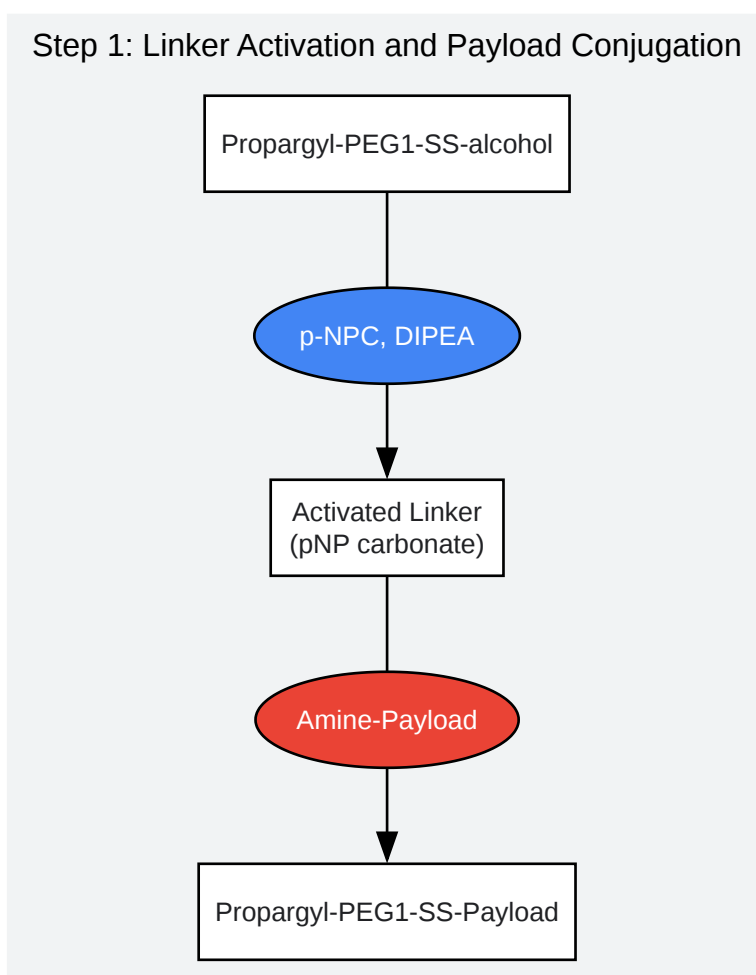 Step 1: Linker Activation and Payload Conjugation
Propargyl-PEG1-SS-alcohol
p-NPC, DIPEA
Activated Linker
(pNP carbonate)
Amine-Payload
Propargyl-PEG1-SS-Payload